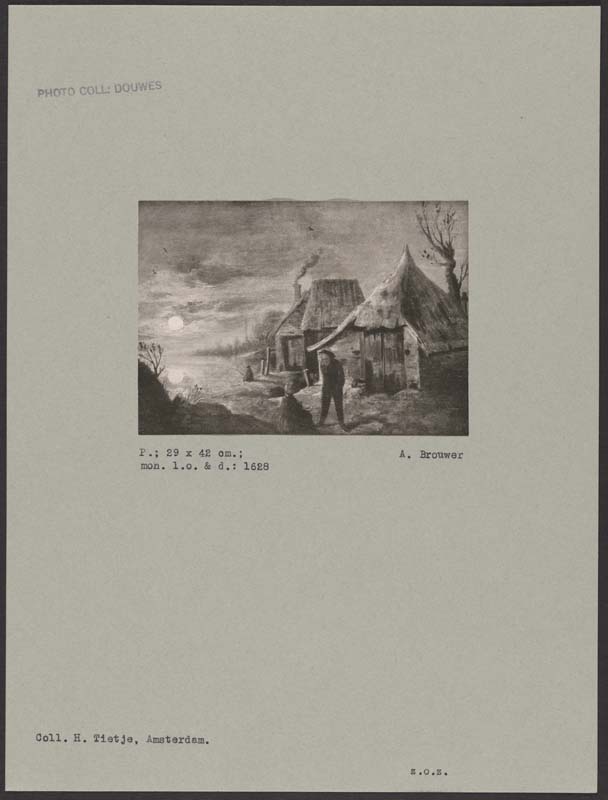 PHOTO COLL: DOUWES
P.; 29 x 42 cm.;
A. Brouwer
mon. l.o. & d.: 1628
Coll. H. Tietje, Amsterdam.
z.o.z.